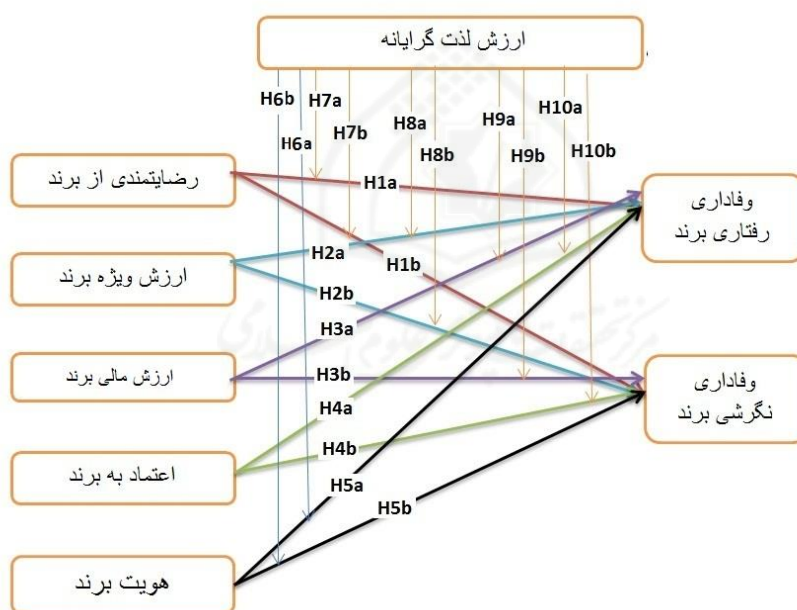 ارزش لذت گرایانه
H6b
H7a
H6a
H7b
H8a
H8b
H9a
H9b
H10a
H10b
رضایتمندی از برند
H1a
وفاداری
رفتاری برند
ارزش ویژه برند
H2a
H1b
H2b
H3a
ارزش مالی برند
H3b
وفاداری
نگرشی برند
H4a
اعتماد به برند
H4b
H5a
H5b
هویت برند